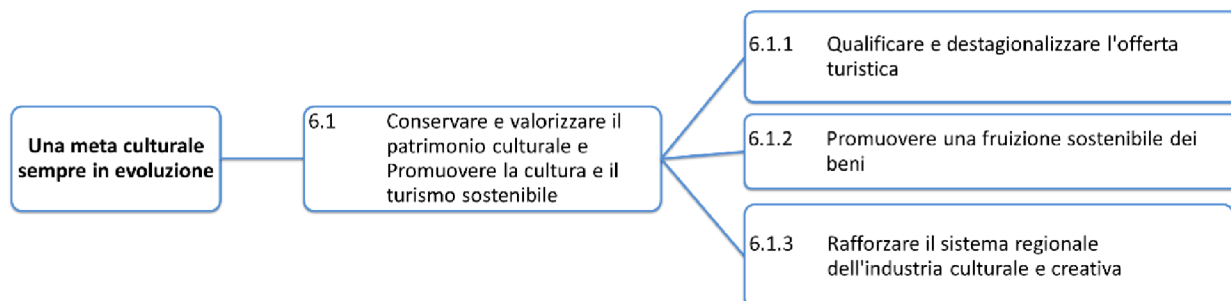 Una meta culturale
sempre in evoluzione
6.1 Conservare e valorizzare il
patrimonio culturale e
Promuovere la cultura e il
turismo sostenibile
6.1.1 Qualificare e destagionalizzare l'offerta
turistica
6.1.2 Promuovere una fruizione sostenibile dei
beni
6.1.3 Rafforzare il sistema regionale
dell'industria culturale e creativa